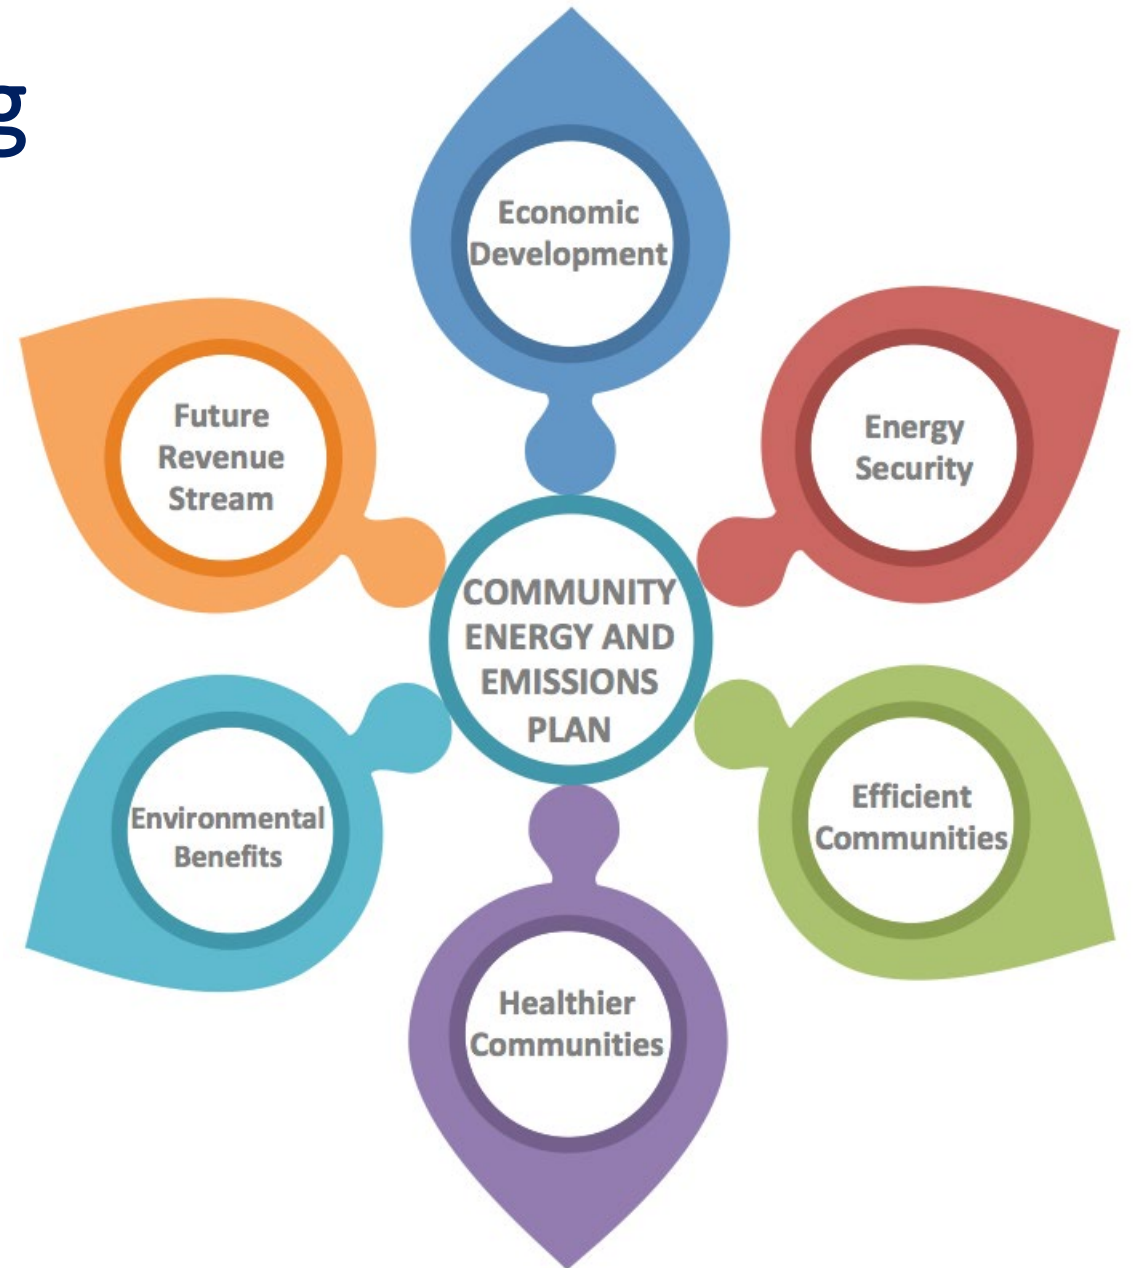 g
Economic
Development
Future
Revenue
Stream
Energy
Security
COMMUNITY
ENERGY AND
EMISSIONS
PLAN
Environmental
Benefits
Efficient
Communities
Healthier
Communities